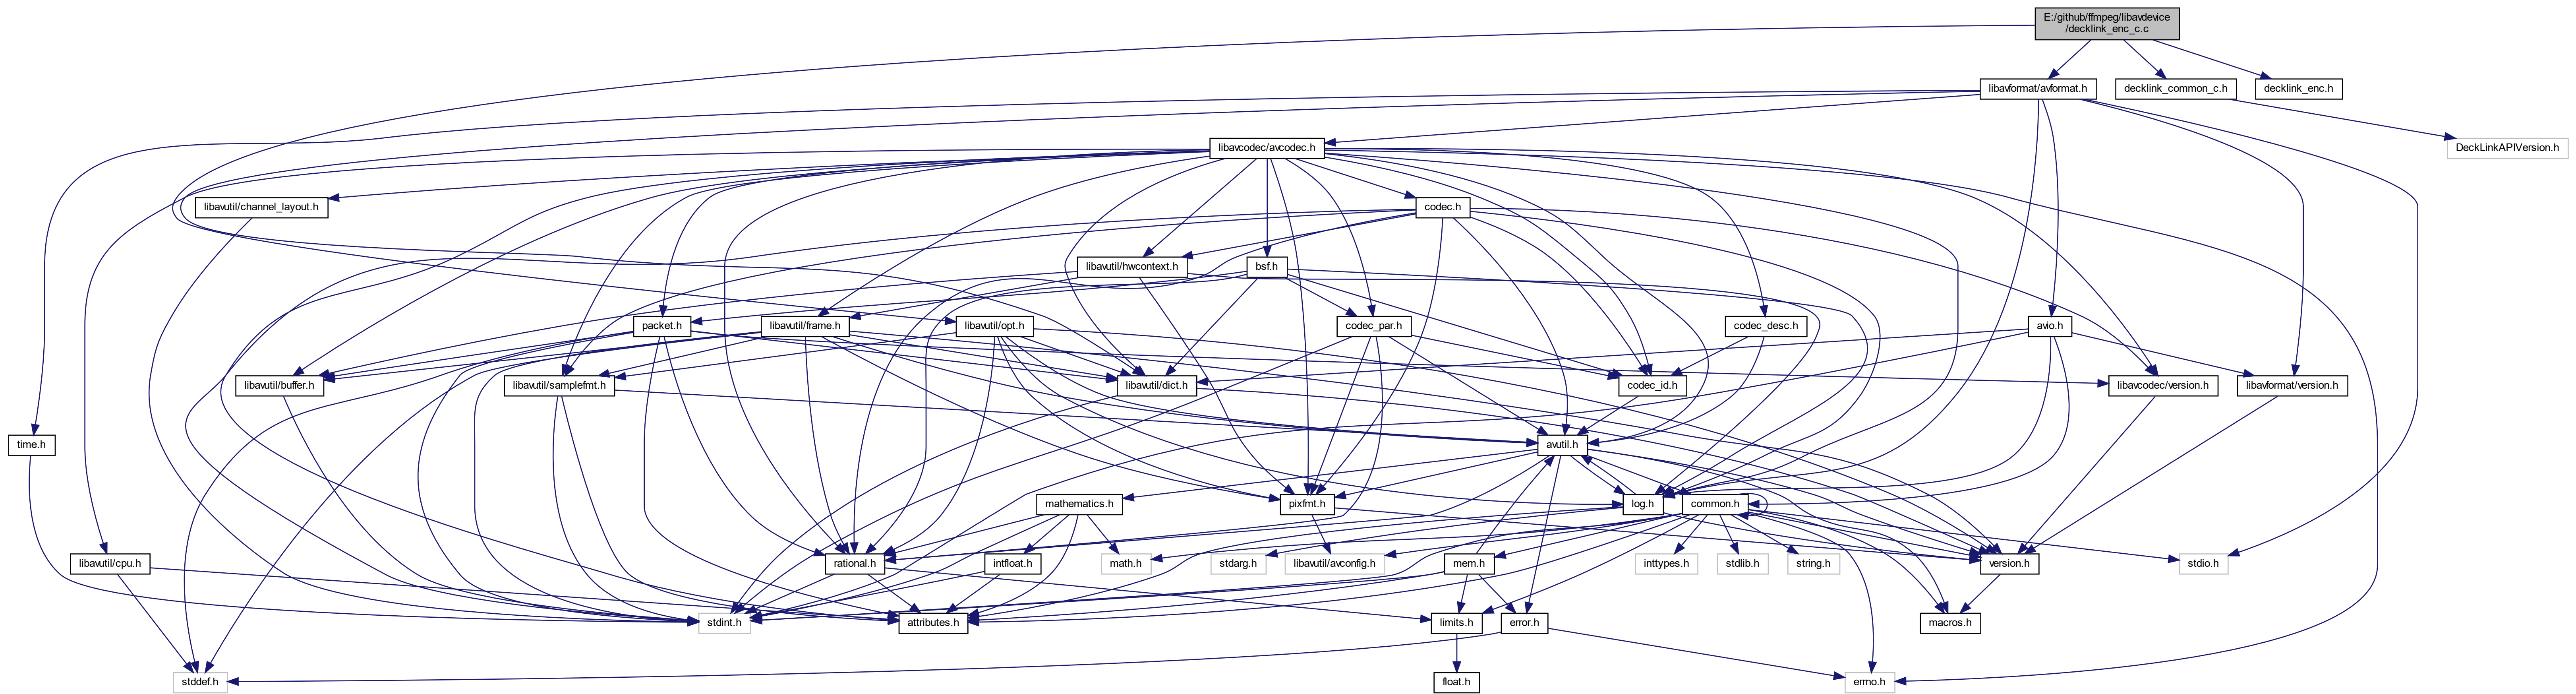 E:/github/ffmpeg/libavdevice
/decklink_enc_c.c
libavformat/avformat.h
decklink_common_c.h
decklink_enc.h
libavcodec/avcodec.h
DeckLinkAPIVersion.h
libavutil/channel_layout.h
codec.h
libavutil/hwcontext.h
bsf.h
packet.h
libavutil/frame.h
libavutil/opt.h
codec_par.h
codec_desc.h
avio.h
libavutil/buffer.h
libavutil/samplefmt.h
libavutil/dict.h
codec_id.h
libavcodec/version.h
libavformat/version.h
time.h
avutil.h
mathematics.h
pixfmt.h
log.h
common.h
libavutil/cpu.h
rational.h
intfloat.h
math.h
stdarg.h
libavutil/avconfig.h
mem.h
inttypes.h
stdlib.h
string.h
version.h
stdio.h
stdint.h
attributes.h
limits.h
error.h
macros.h
stddef.h
float.h
errno.h